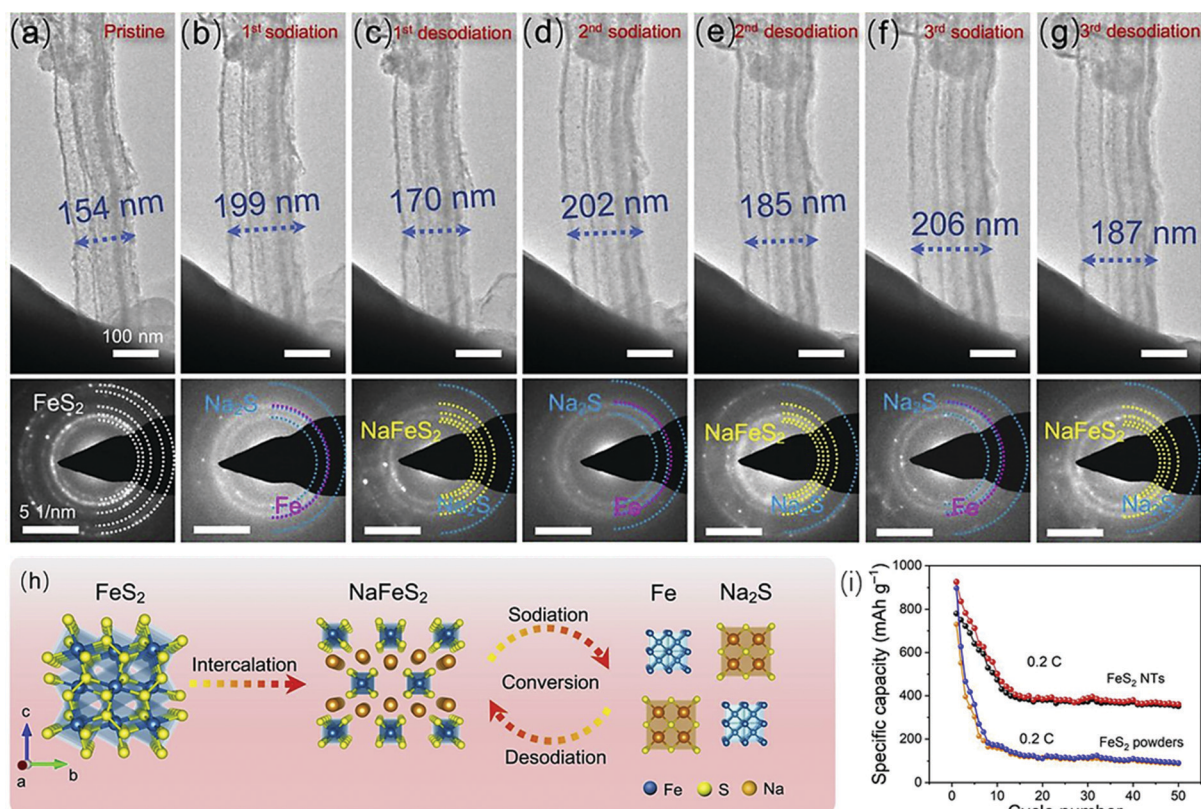 (a) Pristine
154 nm
100 nm
(b) 1st sodiation
199 nm
(c) 1st desodiation
170 nm
(d) 2nd sodiation
202 nm
(e) 2nd desodiation
185 nm
(f) 3rd sodiation
206 nm
(g) 3rd desodiation
187 nm
FeS2
5 1/nm
Na2S
Fe
NaFeS2
Na2S
Na2S
Fe
NaFeS2
Na2S
Na2S
Fe
NaFeS2
Na2S
(h)
FeS2
NaFeS2
Fe
Na2S
Intercalation
Sodiation
Conversion
Desodiation
c
a
b
Fe
S
Na
(i)
Specific capacity (mAh g−1)
1000
800
600
400
200
0
0.2 C
FeS2 NTs
0.2 C
FeS2 powders
0 10 20 30 40 50
Cycle number